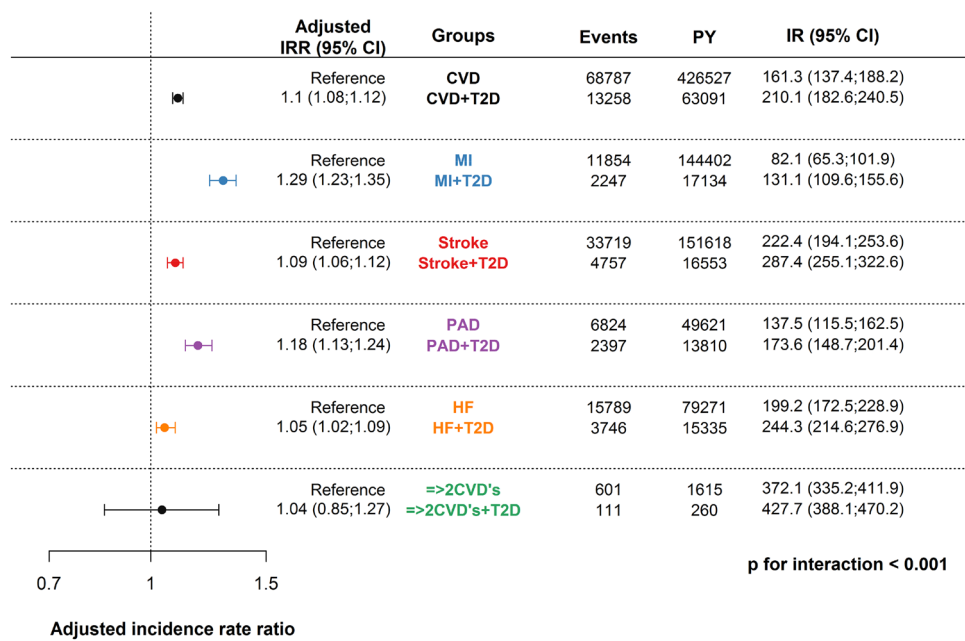 Adjusted IRR (95% CI) Groups Events PY IR (95% CI)
Reference CVD 68787 426527 161.3 (137.4;188.2)
1.1 (1.08;1.12) CVD+T2D 13258 63091 210.1 (182.6;240.5)
Reference MI 11854 144402 82.1 (65.3;101.9)
1.29 (1.23;1.35) MI+T2D 2247 17134 131.1 (109.6;155.6)
Reference Stroke 33719 151618 222.4 (194.1;253.6)
1.09 (1.06;1.12) Stroke+T2D 4757 16553 287.4 (255.1;322.6)
Reference PAD 6824 49621 137.5 (115.5;162.5)
1.18 (1.13;1.24) PAD+T2D 2397 13810 173.6 (148.7;201.4)
Reference HF 15789 79271 199.2 (172.5;228.9)
1.05 (1.02;1.09) HF+T2D 3746 15335 244.3 (214.6;276.9)
Reference =>2CVD's 601 1615 372.1 (335.2;411.9)
1.04 (0.85;1.27) =>2CVD's+T2D 111 260 427.7 (388.1;470.2)
p for interaction < 0.001
0.7 1 1.5
Adjusted incidence rate ratio